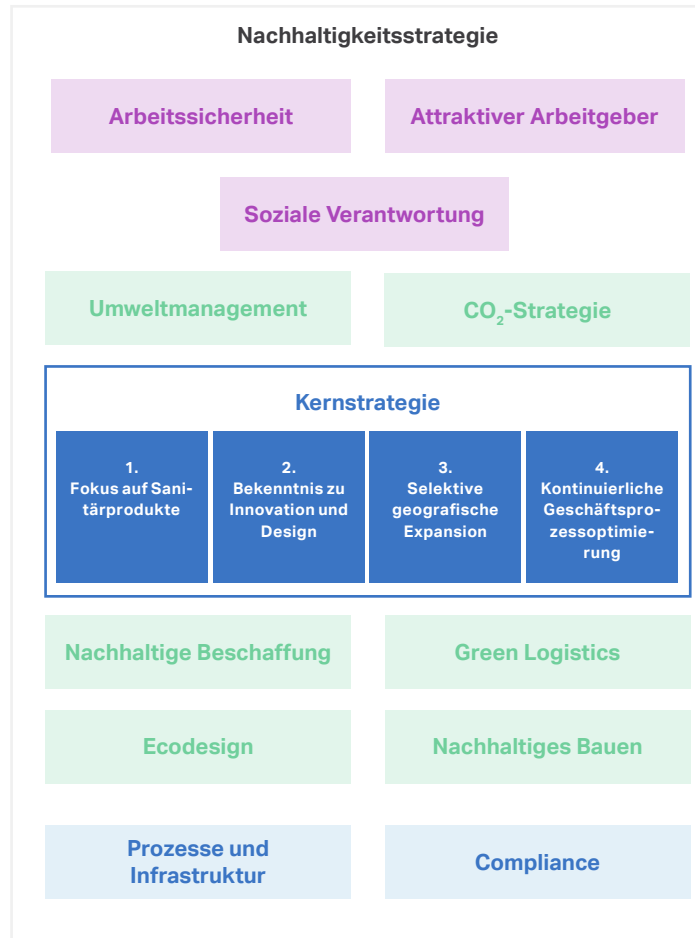 Nachhaltigkeitsstrategie
Arbeitssicherheit
Attraktiver Arbeitgeber
Soziale Verantwortung
Umweltmanagement
CO₂-Strategie
Kernstrategie
1.
Fokus auf Sani-
tärprodukte
2.
Bekenntnis zu
Innovation und
Design
3.
Selektive
geografische
Expansion
4.
Kontinuierliche
Geschäftspro-
zessoptimie-
rung
Nachhaltige Beschaffung
Green Logistics
Ecodesign
Nachhaltiges Bauen
Prozesse und
Infrastruktur
Compliance